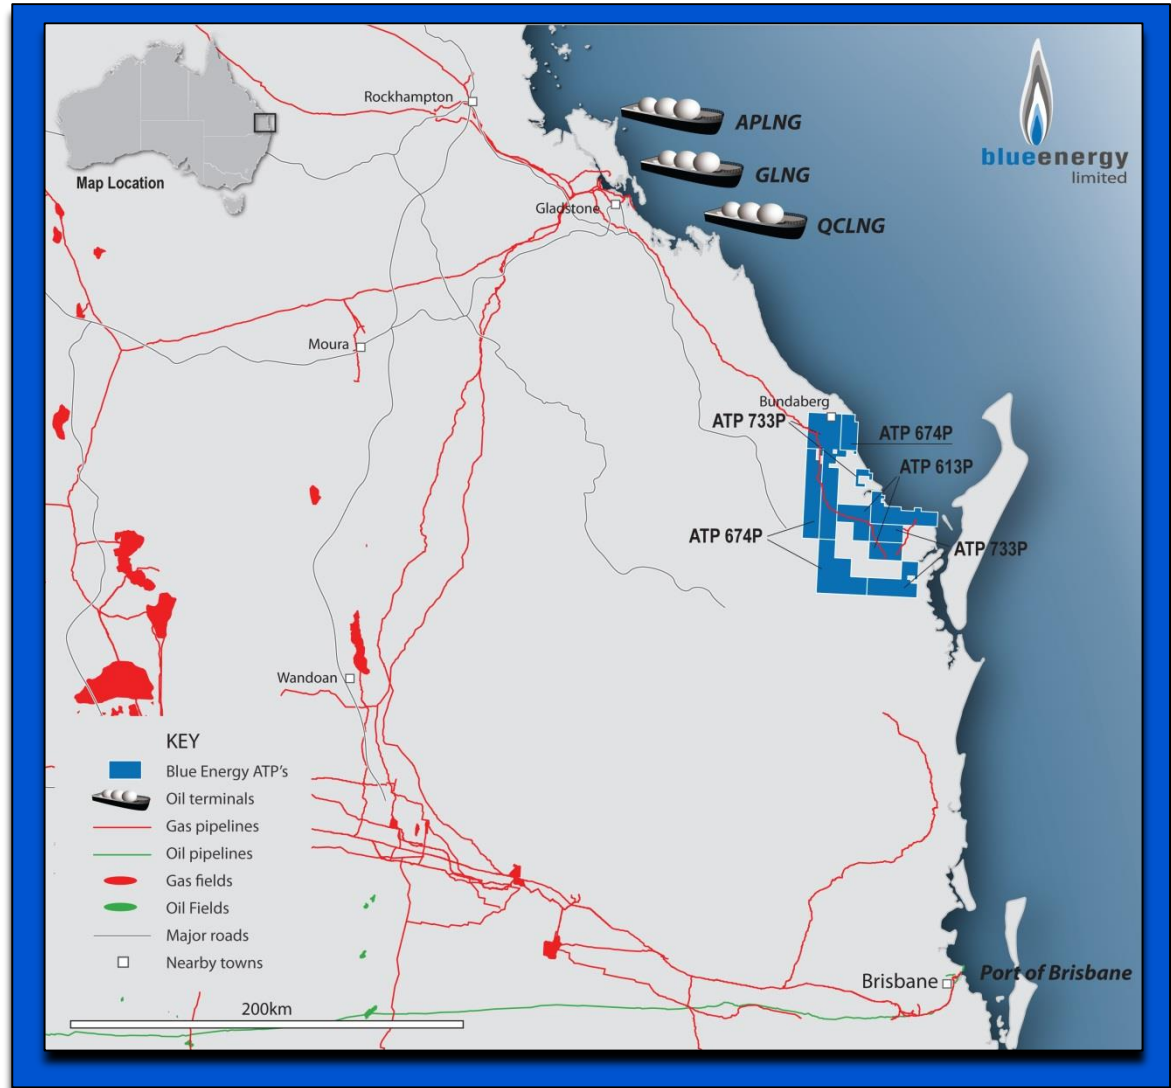 Rockhampton
APLNG
blueenergy
limited
GLNG
Map Location
Gladstone
QCLNG
Moura
Bundaberg
ATP 733P
ATP 674P
ATP 613P
ATP 674P
ATP 733P
Wandoan
KEY
Blue Energy ATP's
Oil terminals
Gas pipelines
Oil pipelines
Gas fields
Oil Fields
Major roads
Nearby towns
Brisbane
Port of Brisbane
200km